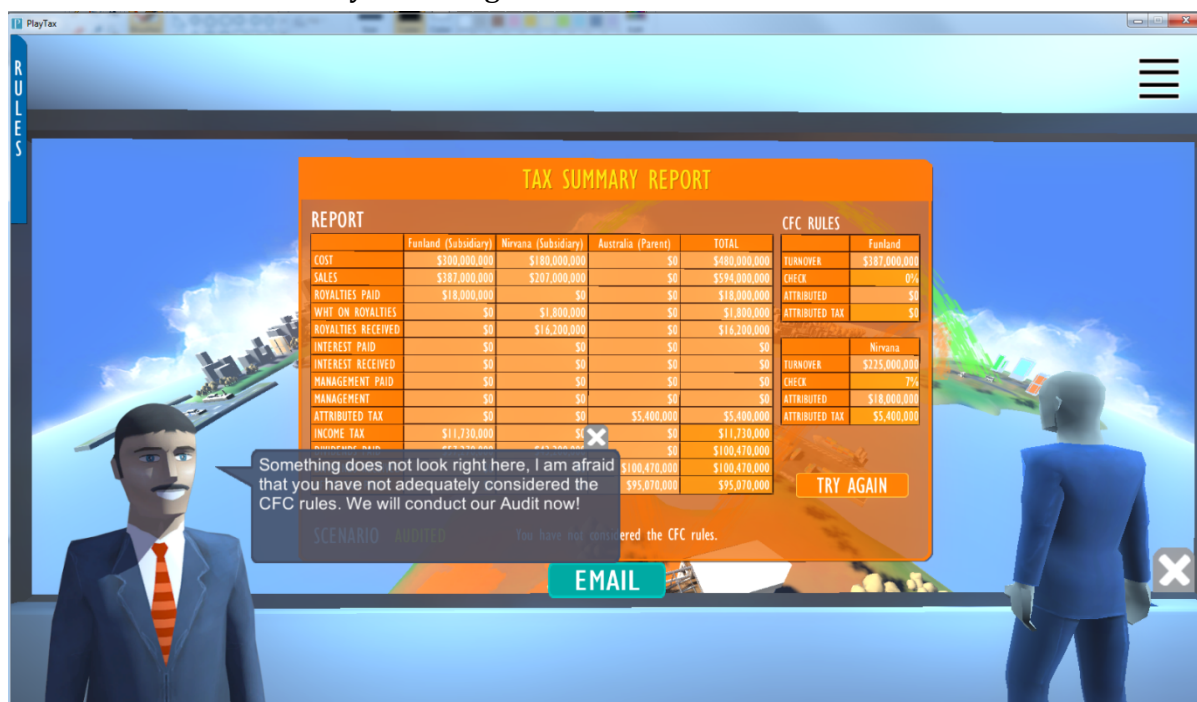 PlayTax
RULES
TAX SUMMARY REPORT
REPORT
Funland (Subsidiary) Nirvana (Subsidiary) Australia (Parent) TOTAL
COST $300,000,000 $180,000,000 $0 $480,000,000
SALES $387,000,000 $207,000,000 $0 $594,000,000
ROYALTIES PAID $18,000,000 $0 $0 $18,000,000
WHT ON ROYALTIES $0 $1,800,000 $0 $1,800,000
ROYALTIES RECEIVED $0 $16,200,000 $0 $16,200,000
INTEREST PAID $0 $0 $0 $0
INTEREST RECEIVED $0 $0 $0 $0
MANAGEMENT PAID $0 $0 $0 $0
MANAGEMENT $0 $0 $0 $0
ATTRIBUTED TAX $0 $0 $5,400,000 $5,400,000
INCOME TAX $11,730,000 $0 $0 $11,730,000
DIVIDENDS PAID $0 $100,470,000
$100,470,000 $100,470,000
$95,070,000 $95,070,000
CFC RULES
Funland
TURNOVER $387,000,000
CHECK 0%
ATTRIBUTED $0
ATTRIBUTED TAX $0
Nirvana
TURNOVER $225,000,000
CHECK 7%
ATTRIBUTED $18,000,000
ATTRIBUTED TAX $5,400,000
TRY AGAIN
Something does not look right here, I am afraid
that you have not adequately considered the
CFC rules. We will conduct our Audit now!
SCENARIO AUDITED You have not considered the CFC rules.
EMAIL